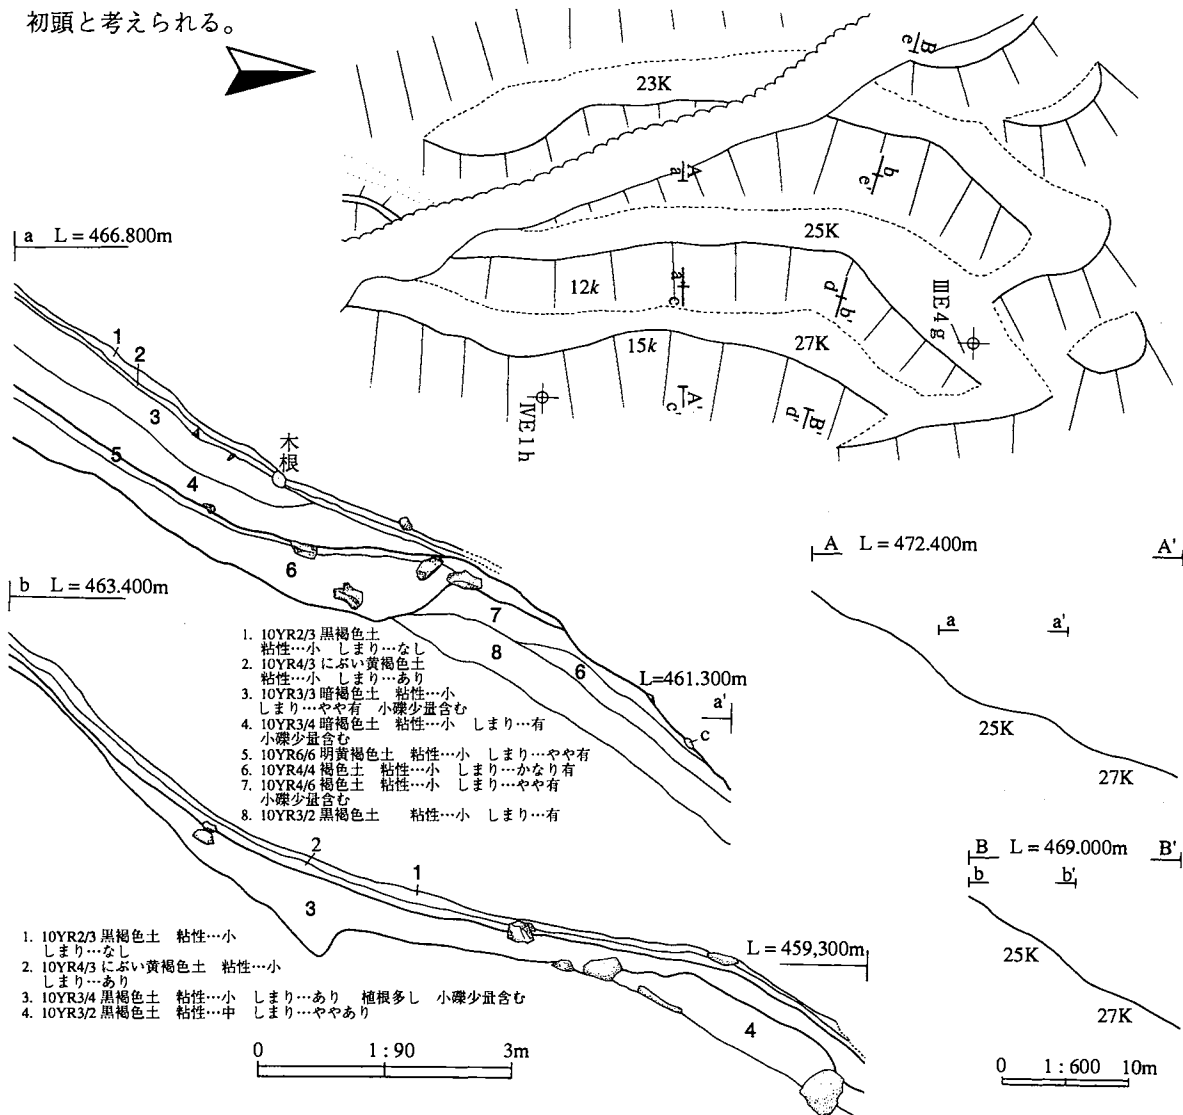 初頭と考えられる。
23K
B
e
A
a
b'
e'
25K
12k
a'
c
d
b'
ⅢE4g
15k
27K
A'
c'
B'
d'
ⅣE1h
a L = 466.800m
1
2
3
4
5
木根
4
6
7
8
6
L=461.300m
a'
c
1. 10YR2/3 黒褐色土
粘性…小 しまり…なし
2. 10YR4/3 にぶい黄褐色土
粘性…小 しまり…あり
3. 10YR3/3 暗褐色土 粘性…小
しまり…やや有 小礫少量含む
4. 10YR3/4 暗褐色土 粘性…小 しまり…有
小礫少量含む
5. 10YR6/6 明黄褐色土 粘性…小 しまり…やや有
6. 10YR4/4 褐色土 粘性…小 しまり…かなり有
7. 10YR4/6 褐色土 粘性…小 しまり…やや有
小礫少量含む
8. 10YR3/2 黒褐色土 粘性…小 しまり…有
A L = 472.400m A'
a a'
25K
27K
b L = 463.400m
2
1
3
4
L = 459,300m
1. 10YR2/3 黒褐色土 粘性…小
しまり…なし
2. 10YR4/3 にぶい黄褐色土 粘性…小
しまり…あり
3. 10YR3/4 黒褐色土 粘性…小 しまり…あり 植根多し 小礫少量含む
4. 10YR3/2 黒褐色土 粘性…中 しまり…ややあり
B L = 469.000m B'
b b'
25K
27K
0 1 : 90 3m
0 1 : 600 10m